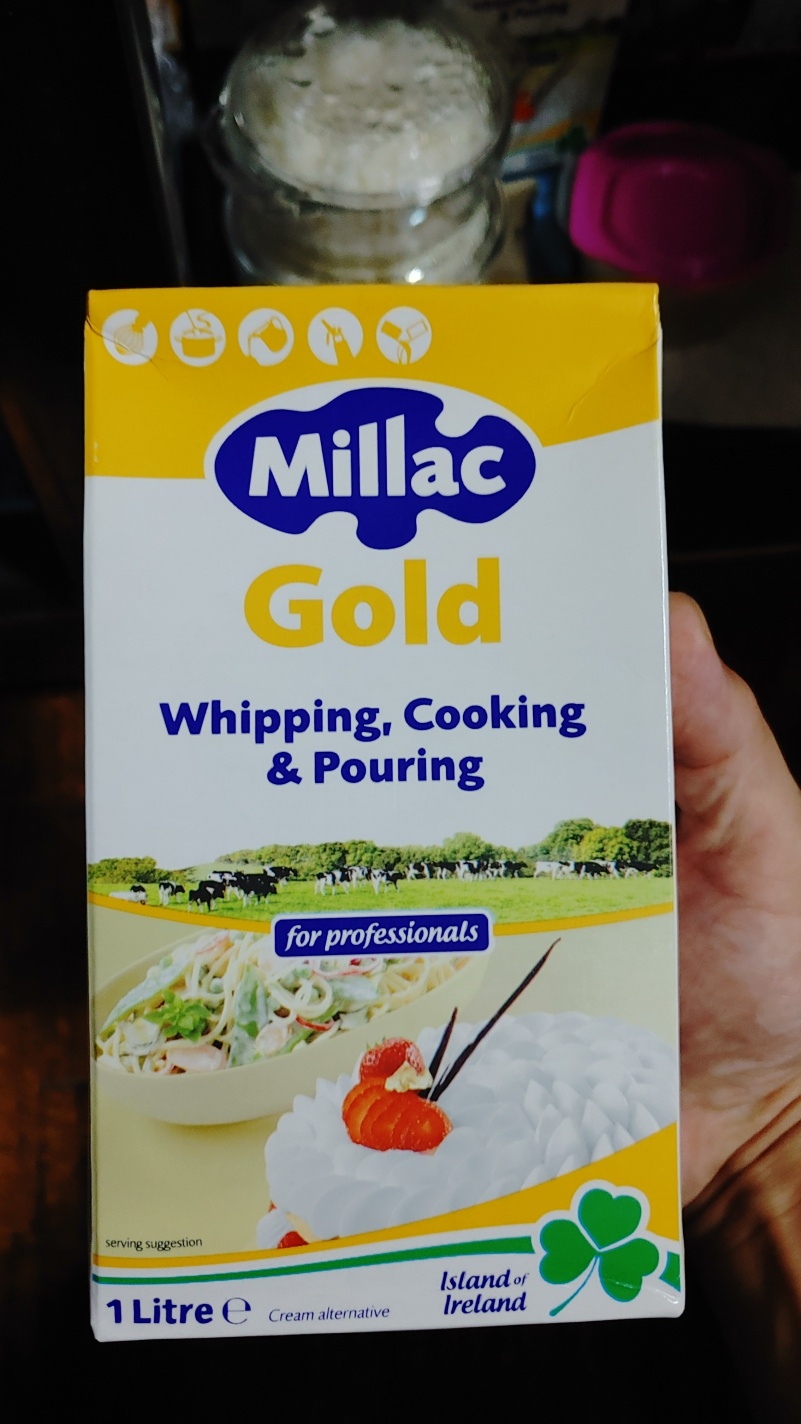 Millac
Gold
Whipping, Cooking
& Pouring
for professionals
serving suggestion
1 Litre ℮
Cream alternative
Island of
Ireland